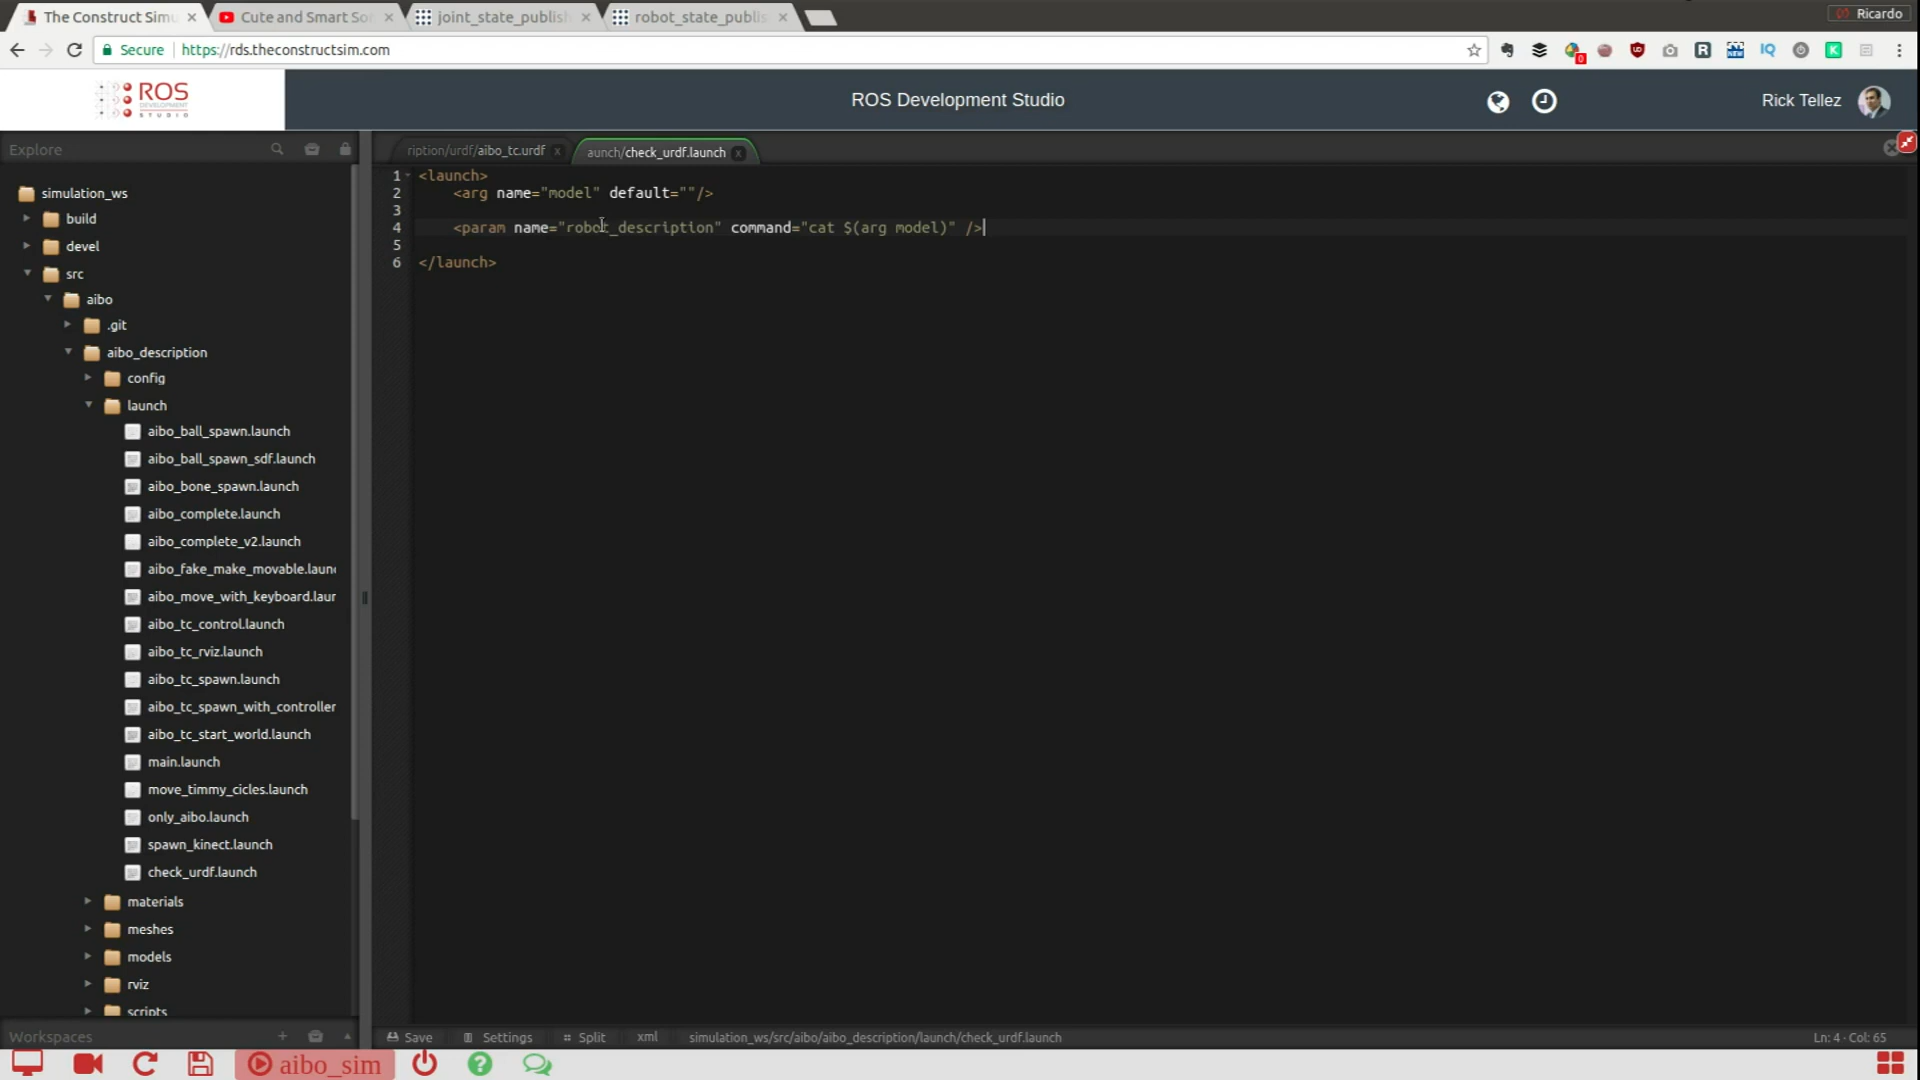 The Construct Simu
Cute and Smart So
joint_state_publish
robot_state_publis
Ricardo
Secure
https://rds.theconstructsim.com
ROS
DEVELOPMENT
STUDIO
ROS Development Studio
Rick Tellez
Explore
ription/urdf/aibo_tc.urdf
aunch/check_urdf.launch
simulation_ws
build
devel
src
aibo
.git
aibo_description
config
launch
aibo_ball_spawn.launch
aibo_ball_spawn_sdf.launch
aibo_bone_spawn.launch
aibo_complete.launch
aibo_complete_v2.launch
aibo_fake_make_movable.laun
aibo_move_with_keyboard.laur
aibo_tc_control.launch
aibo_tc_rviz.launch
aibo_tc_spawn.launch
aibo_tc_spawn_with_controller
aibo_tc_start_world.launch
main.launch
move_timmy_cicles.launch
only_aibo.launch
spawn_kinect.launch
check_urdf.launch
materials
meshes
models
rviz
scripts
Workspaces
1 <launch>
2 <arg name="model" default=""/>
3
4 <param name="robot_description" command="cat $(arg model)" />
5
6 </launch>
Save
Settings
Split
xml
simulation_ws/src/aibo/aibo_description/launch/check_urdf.launch
Ln: 4 - Col: 65
aibo_sim